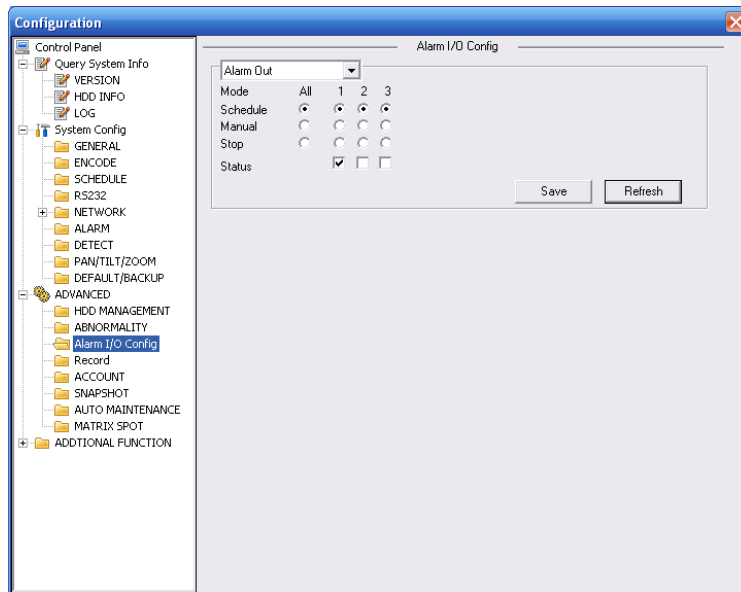 Configuration
Control Panel
Query System Info
VERSION
HDD INFO
LOG
System Config
GENERAL
ENCODE
SCHEDULE
RS232
NETWORK
ALARM
DETECT
PAN/TILT/ZOOM
DEFAULT/BACKUP
ADVANCED
HDD MANAGEMENT
ABNORMALITY
Alarm I/O Config
Record
ACCOUNT
SNAPSHOT
AUTO MAINTENANCE
MATRIX SPOT
ADDTIONAL FUNCTION
Alarm I/O Config
Alarm Out
Mode All 1 2 3
Schedule
Manual
Stop
Status
Save Refresh